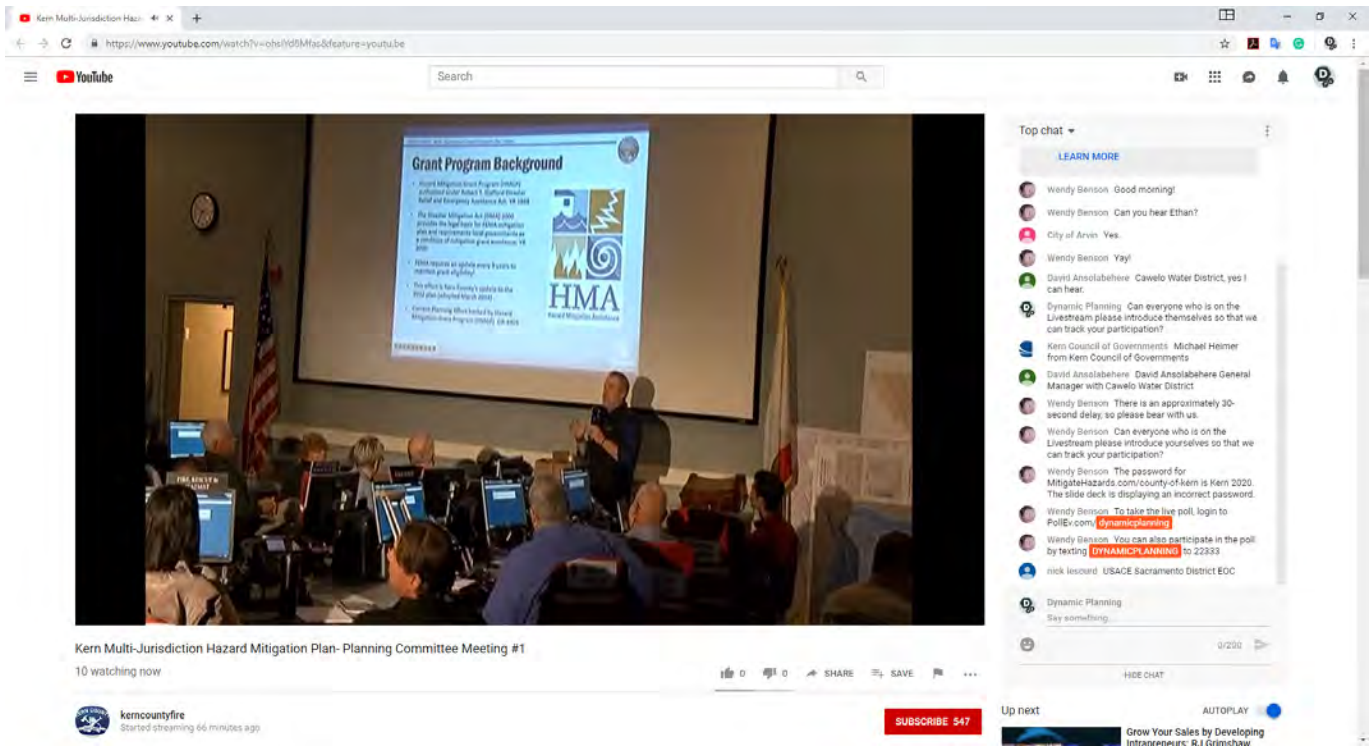 Kern Multi-Jurisdiction Haza
https://www.youtube.com/watch?v=ohsiYd6Mfas&feature=youtu.be
YouTube
Search
Grant Program Background
HMA
Hazard Mitigation Assistance
Top chat
LEARN MORE
Wendy Benson Good morning!
Wendy Benson Can you hear Ethan?
City of Arvin Yes.
Wendy Benson Yay!
David Ansolabehere Cawelo Water District, yes I
can hear.
Dynamic Planning Can everyone who is on the
Livestream please introduce themselves so that we
can track your participation?
Kern Council of Governments Michael Heimer
from Kern Council of Governments
David Ansolabehere David Ansolabehere General
Manager with Cawelo Water District
Wendy Benson There is an approximately 30-
second delay, so please bear with us.
Wendy Benson Can everyone who is on the
Livestream please introduce yourselves so that we
can track your participation?
Wendy Benson The password for
MitigateHazards.com/county-of-kern is Kern 2020.
The slide deck is displaying an incorrect password.
Wendy Benson To take the live poll, login to
PollEv.com/dynamicplanning
Wendy Benson You can also participate in the poll
by texting DYNAMICPLANNING to 22333
nick lesourd USACE Sacramento District EOC
Dynamic Planning
Say something...
0/200
HIDE CHAT
Kern Multi-Jurisdiction Hazard Mitigation Plan- Planning Committee Meeting #1
10 watching now
0 0 SHARE SAVE
kerncountyfire
Started streaming 66 minutes ago
SUBSCRIBE 547
Up next
AUTOPLAY
Grow Your Sales by Developing
Intrapreneurs: RJ Grimshaw